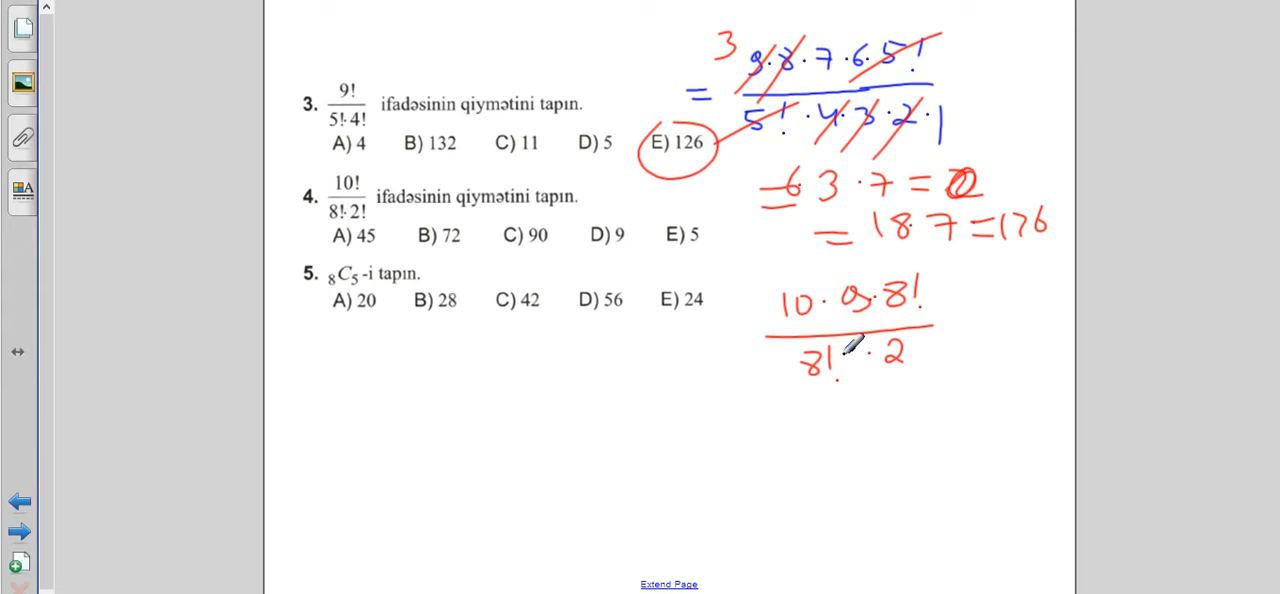 3. 9!/(5!·4!) ifadəsinin qiymətini tapın.
A) 4 B) 132 C) 11 D) 5 E) 126
4. 10!/(8!·2!) ifadəsinin qiymətini tapın.
A) 45 B) 72 C) 90 D) 9 E) 5
5. ₈C₅-i tapın.
A) 20 B) 28 C) 42 D) 56 E) 24
3
= 9·8·7·6·5!
5!·4·3·2·1
= 6·3·7 =
= 18·7=126
10·9·8!
8!·2
Extend Page